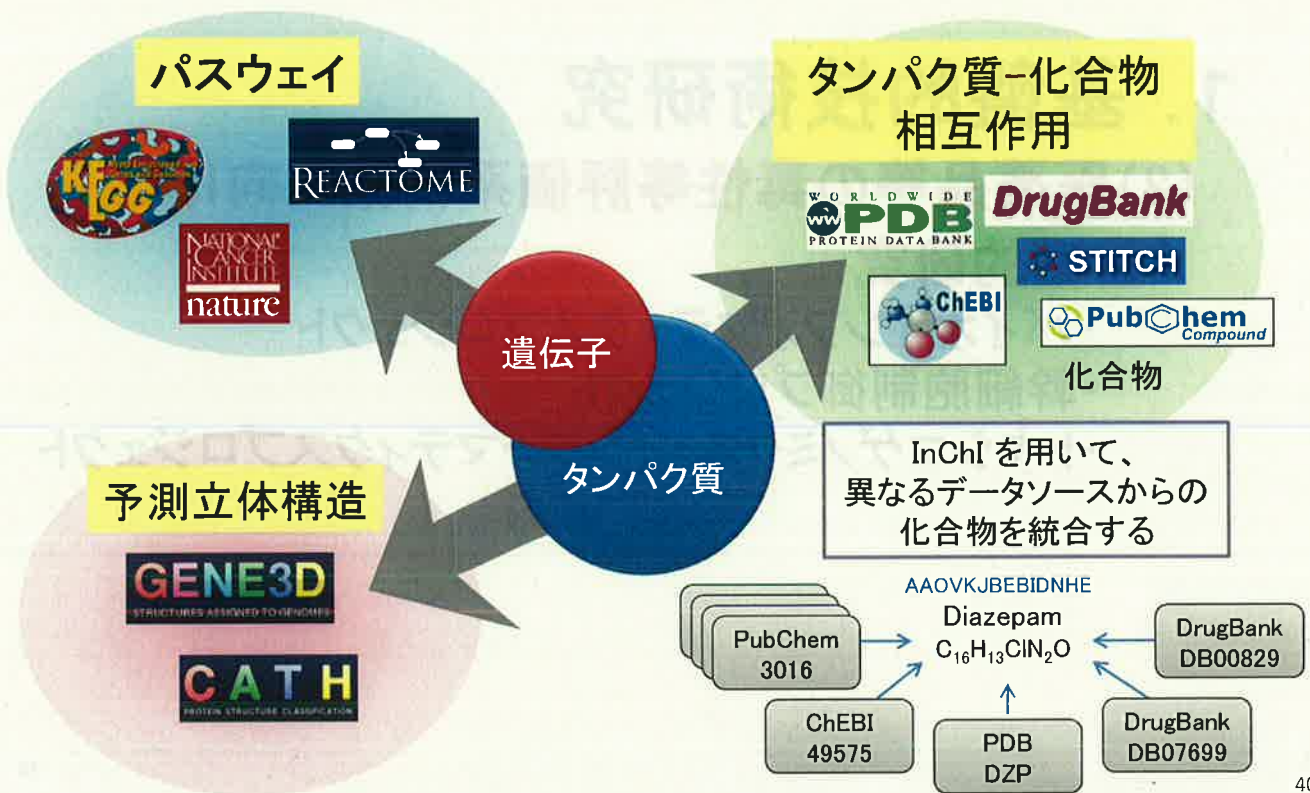 パスウェイ
KEGG
REACTOME
NATIONAL
CANCER
INSTITUTE
nature
タンパク質-化合物
相互作用
WORLDWIDE
PDB
PROTEIN DATA BANK
DrugBank
STITCH
ChEBI
PubChem
Compound
化合物
遺伝子
タンパク質
予測立体構造
GENE3D
STRUCTURES ASSIGNED TO GENOMES
CATH
PROTEIN STRUCTURE CLASSIFICATION
InChI を用いて、
異なるデータソースからの
化合物を統合する
AAOVKJBEBIDNHE
Diazepam
C₁₆H₁₃ClN₂O
PubChem
3016
DrugBank
DB00829
ChEBI
49575
PDB
DZP
DrugBank
DB07699